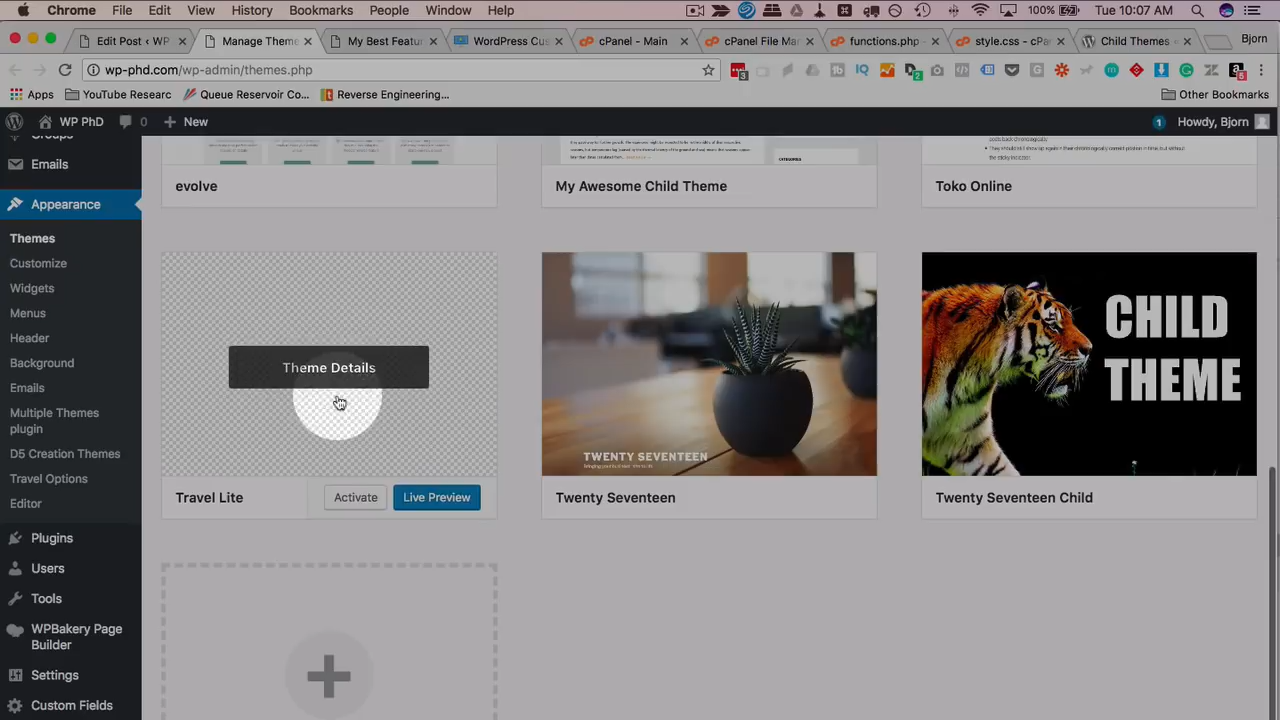 Chrome File Edit View History Bookmarks People Window Help 100% Tue 10:07 AM
Edit Post ‹ WP Manage Theme My Best Featur WordPress Cus cPanel - Main cPanel File Ma functions.php - style.css - cPa Child Themes « Bjorn
wp-phd.com/wp-admin/themes.php
Apps YouTube Researc Queue Reservoir Co... Reverse Engineering... Other Bookmarks
WP PhD 0 New 1 Howdy, Bjorn
Groups
Emails
Appearance
Themes
Customize
Widgets
Menus
Header
Background
Emails
Multiple Themes
plugin
D5 Creation Themes
Travel Options
Editor
Plugins
Users
Tools
WPBakery Page
Builder
Settings
Custom Fields
CATEGORIES
evolve My Awesome Child Theme Toko Online
Theme Details
TWENTY SEVENTEEN
CHILD
THEME
Travel Lite Activate Live Preview Twenty Seventeen Twenty Seventeen Child